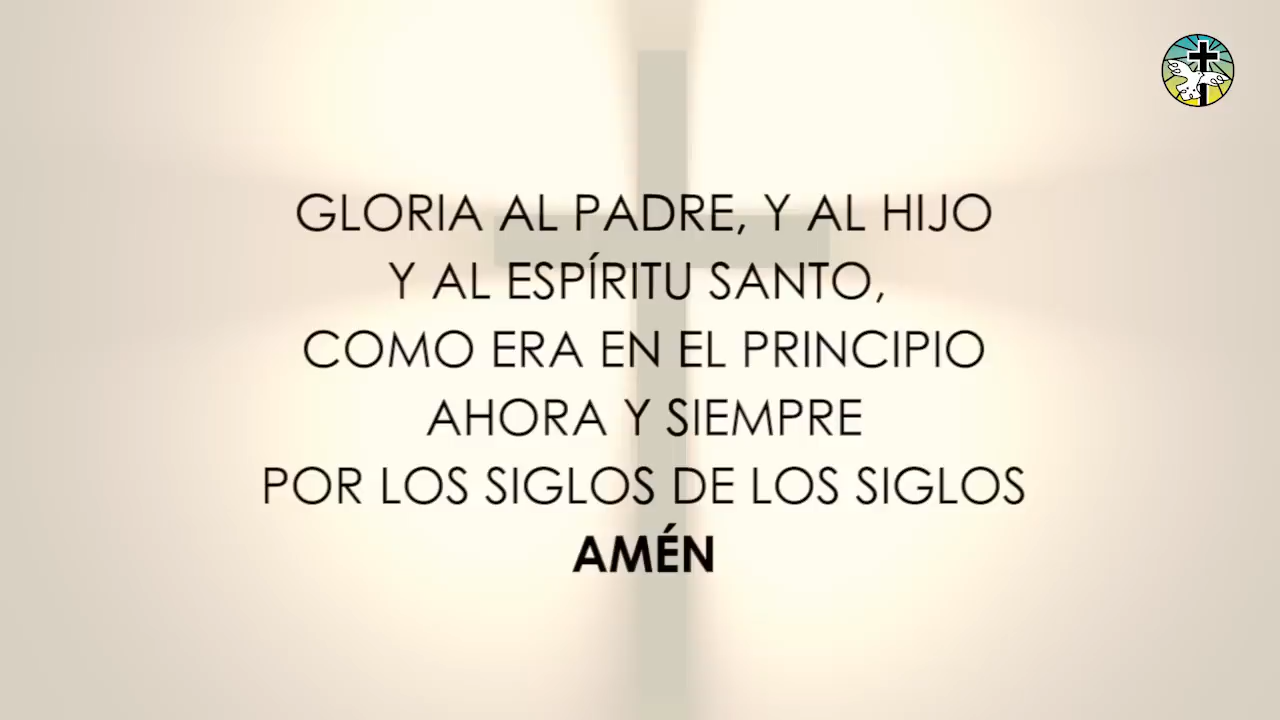 GLORIA AL PADRE, Y AL HIJO
Y AL ESPÍRITU SANTO,
COMO ERA EN EL PRINCIPIO
AHORA Y SIEMPRE
POR LOS SIGLOS DE LOS SIGLOS
AMÉN